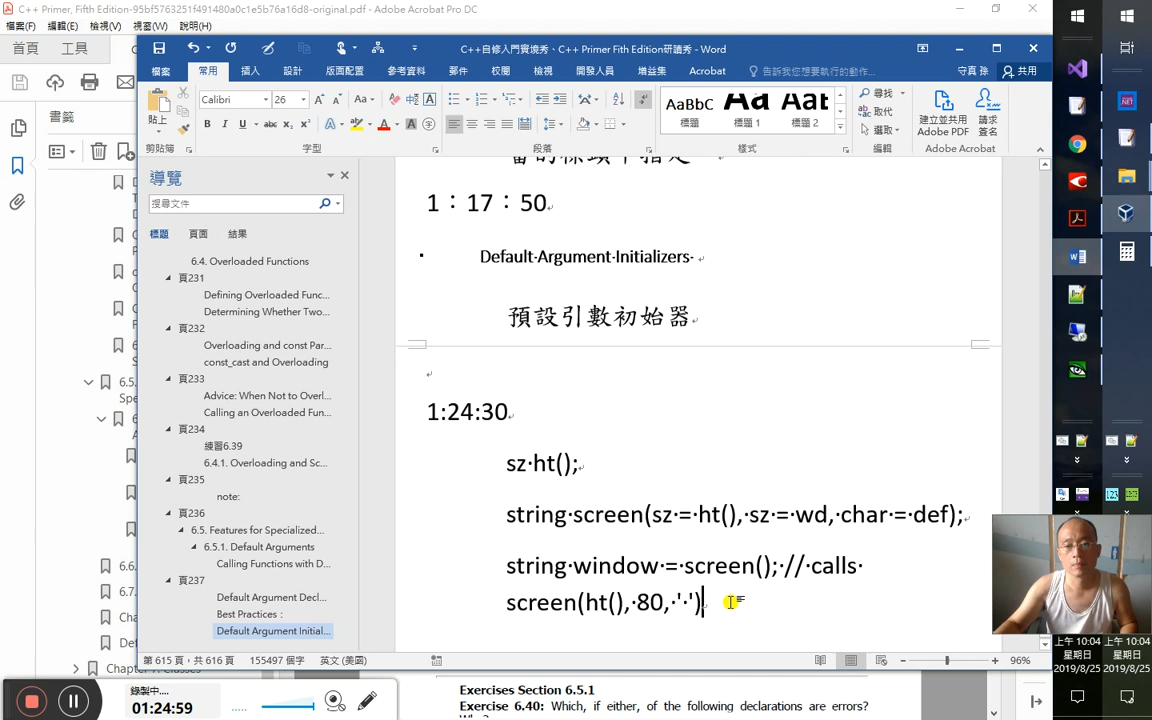 C++ Primer, Fifth Edition-95bf5763251f491480a0c1e5b76a16d8-original.pdf - Adobe Acrobat Pro DC
檔案(F) 編輯(E) 檢視(V) 視窗(W) 說明(H)
首頁 工具
書籤
C++自修入門實境秀、C++ Primer Fifth Edition研讀秀 - Word
檔案 常用 插入 設計 版面配置 參考資料 郵件 校閱 檢視 開發人員 增益集 Acrobat 告訴我您想要執行的動作... 守真 孫 共用
貼上 Calibri 26 AaBbC 標題 標題 1 標題 2 尋找 取代 選取 編輯 建立並共用 Adobe PDF 請求簽名
剪貼簿 字型 段落 樣式 編輯 Adobe Acrobat
導覽
搜尋文件
標題 頁面 結果
6.4. Overloaded Functions
頁231
Defining Overloaded Func...
Determining Whether Two...
頁232
Overloading and const Par...
const_cast and Overloading
頁233
Advice: When Not to Overl...
Calling an Overloaded Fun...
頁234
練習6.39
6.4.1. Overloading and Sc...
頁235
note:
頁236
6.5. Features for Specialized...
6.5.1. Default Arguments
Calling Functions with D...
頁237
Default Argument Decl...
Best Practices :
Default Argument Initial...
1：17：50
Default Argument Initializers
預設引數初始器
1:24:30
sz ht();
string screen(sz = ht(), sz = wd, char = def);
string window = screen(); // calls
screen(ht(), 80, ' ')
第 615 頁，共 616 頁 155497 個字 英文 (美國) 96%
Exercises Section 6.5.1
Exercise 6.40: Which, if either, of the following declarations are errors?
錄製中...
01:24:59
上午 10:04
星期日
2019/8/25
上午 10:04
星期日
2019/8/25